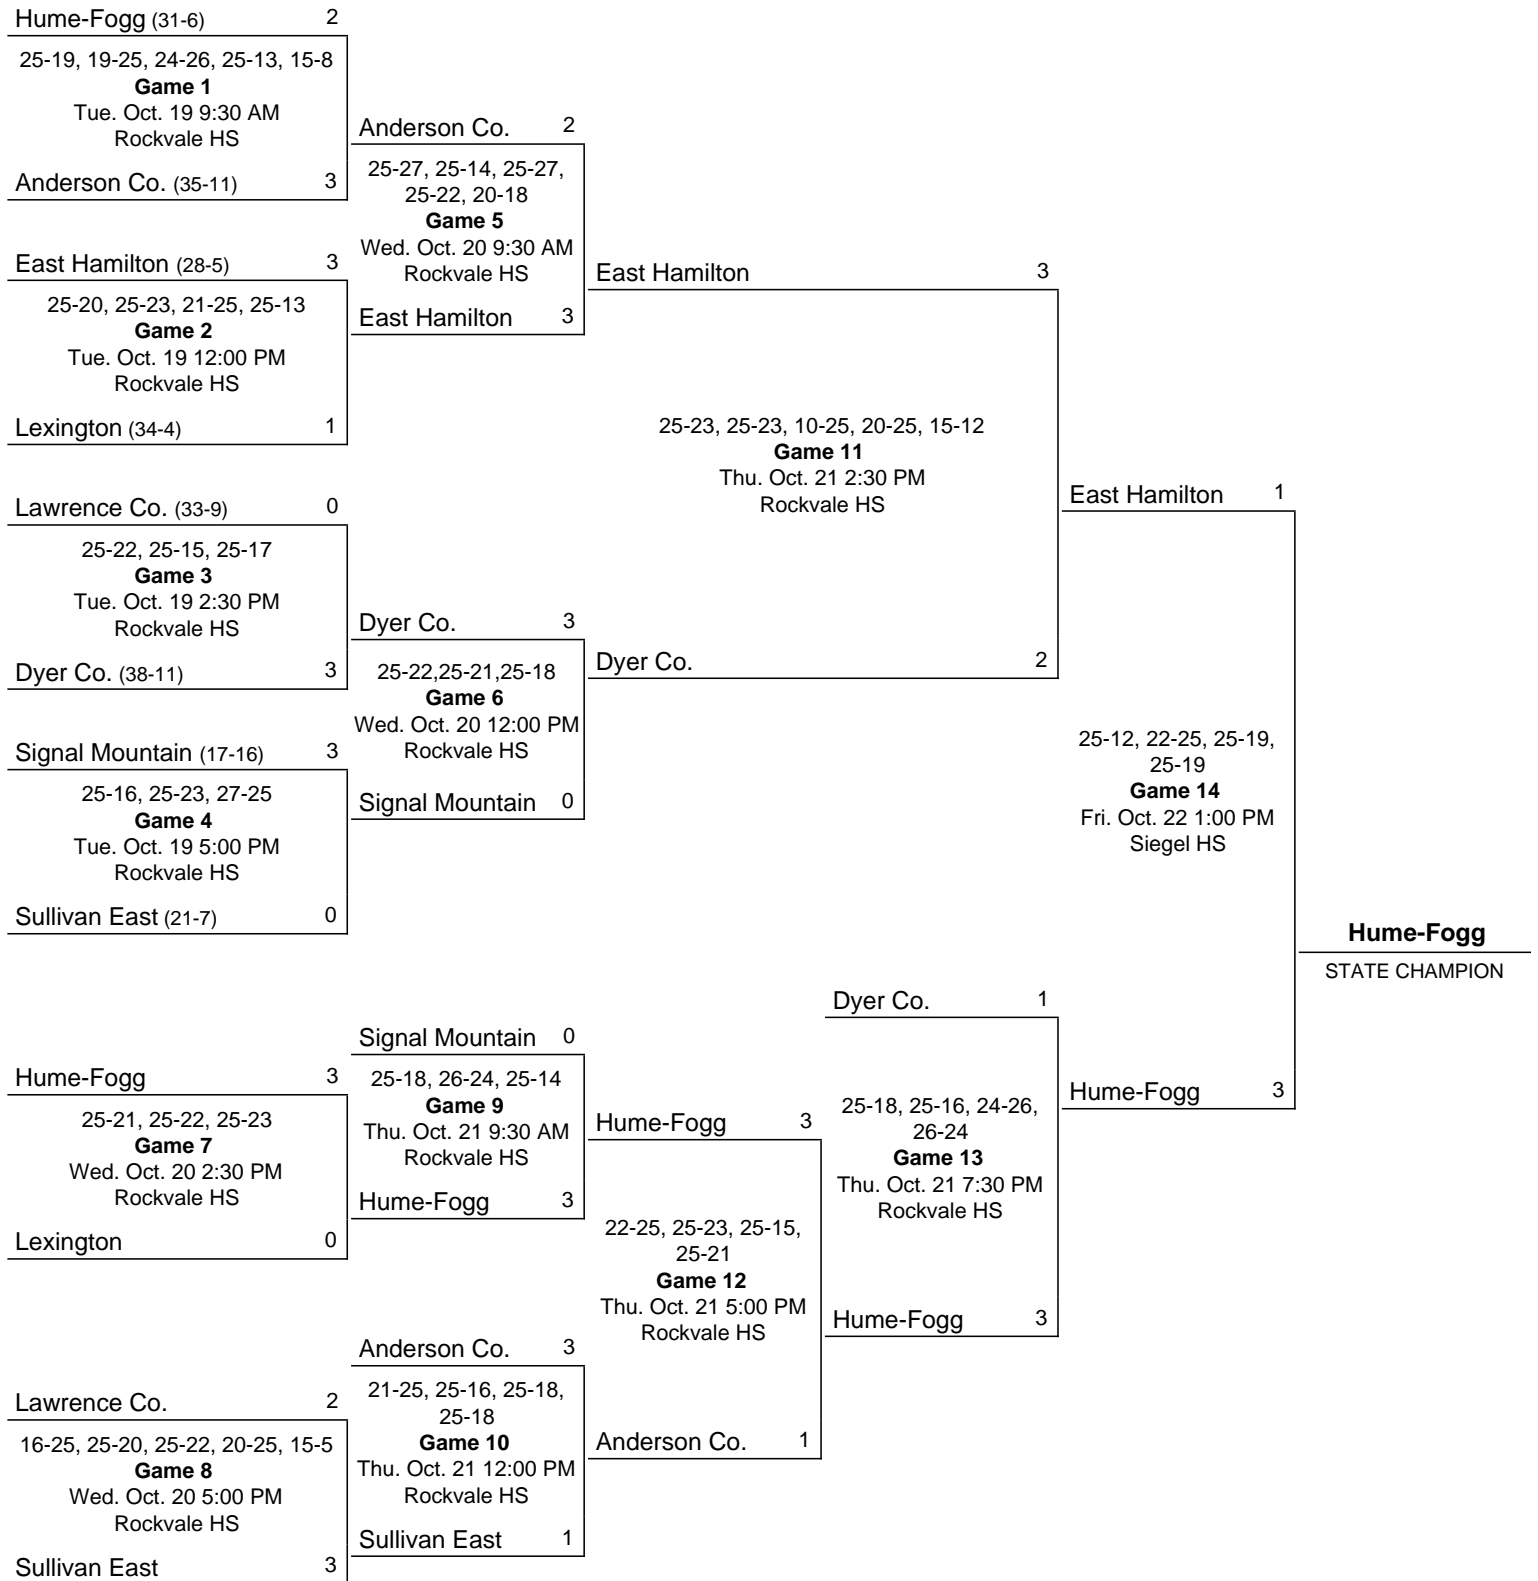 Hume-Fogg (31-6) 2
25-19, 19-25, 24-26, 25-13, 15-8
Game 1
Tue. Oct. 19 9:30 AM
Rockvale HS
Anderson Co. (35-11) 3
East Hamilton (28-5) 3
25-20, 25-23, 21-25, 25-13
Game 2
Tue. Oct. 19 12:00 PM
Rockvale HS
Lexington (34-4) 1
Lawrence Co. (33-9) 0
25-22, 25-15, 25-17
Game 3
Tue. Oct. 19 2:30 PM
Rockvale HS
Dyer Co. (38-11) 3
Signal Mountain (17-16) 3
25-16, 25-23, 27-25
Game 4
Tue. Oct. 19 5:00 PM
Rockvale HS
Sullivan East (21-7) 0
Anderson Co. 2
25-27, 25-14, 25-27,
25-22, 20-18
Game 5
Wed. Oct. 20 9:30 AM
Rockvale HS
East Hamilton 3
Dyer Co. 3
25-22,25-21,25-18
Game 6
Wed. Oct. 20 12:00 PM
Rockvale HS
Signal Mountain 0
East Hamilton 3
25-23, 25-23, 10-25, 20-25, 15-12
Game 11
Thu. Oct. 21 2:30 PM
Rockvale HS
Dyer Co. 2
East Hamilton 1
25-12, 22-25, 25-19,
25-19
Game 14
Fri. Oct. 22 1:00 PM
Siegel HS
Hume-Fogg 3
Hume-Fogg
STATE CHAMPION
Hume-Fogg 3
25-21, 25-22, 25-23
Game 7
Wed. Oct. 20 2:30 PM
Rockvale HS
Lexington 0
Lawrence Co. 2
16-25, 25-20, 25-22, 20-25, 15-5
Game 8
Wed. Oct. 20 5:00 PM
Rockvale HS
Sullivan East 3
Signal Mountain 0
25-18, 26-24, 25-14
Game 9
Thu. Oct. 21 9:30 AM
Rockvale HS
Hume-Fogg 3
Anderson Co. 3
21-25, 25-16, 25-18,
25-18
Game 10
Thu. Oct. 21 12:00 PM
Rockvale HS
Sullivan East 1
Hume-Fogg 3
22-25, 25-23, 25-15,
25-21
Game 12
Thu. Oct. 21 5:00 PM
Rockvale HS
Anderson Co. 1
Dyer Co. 1
25-18, 25-16, 24-26,
26-24
Game 13
Thu. Oct. 21 7:30 PM
Rockvale HS
Hume-Fogg 3